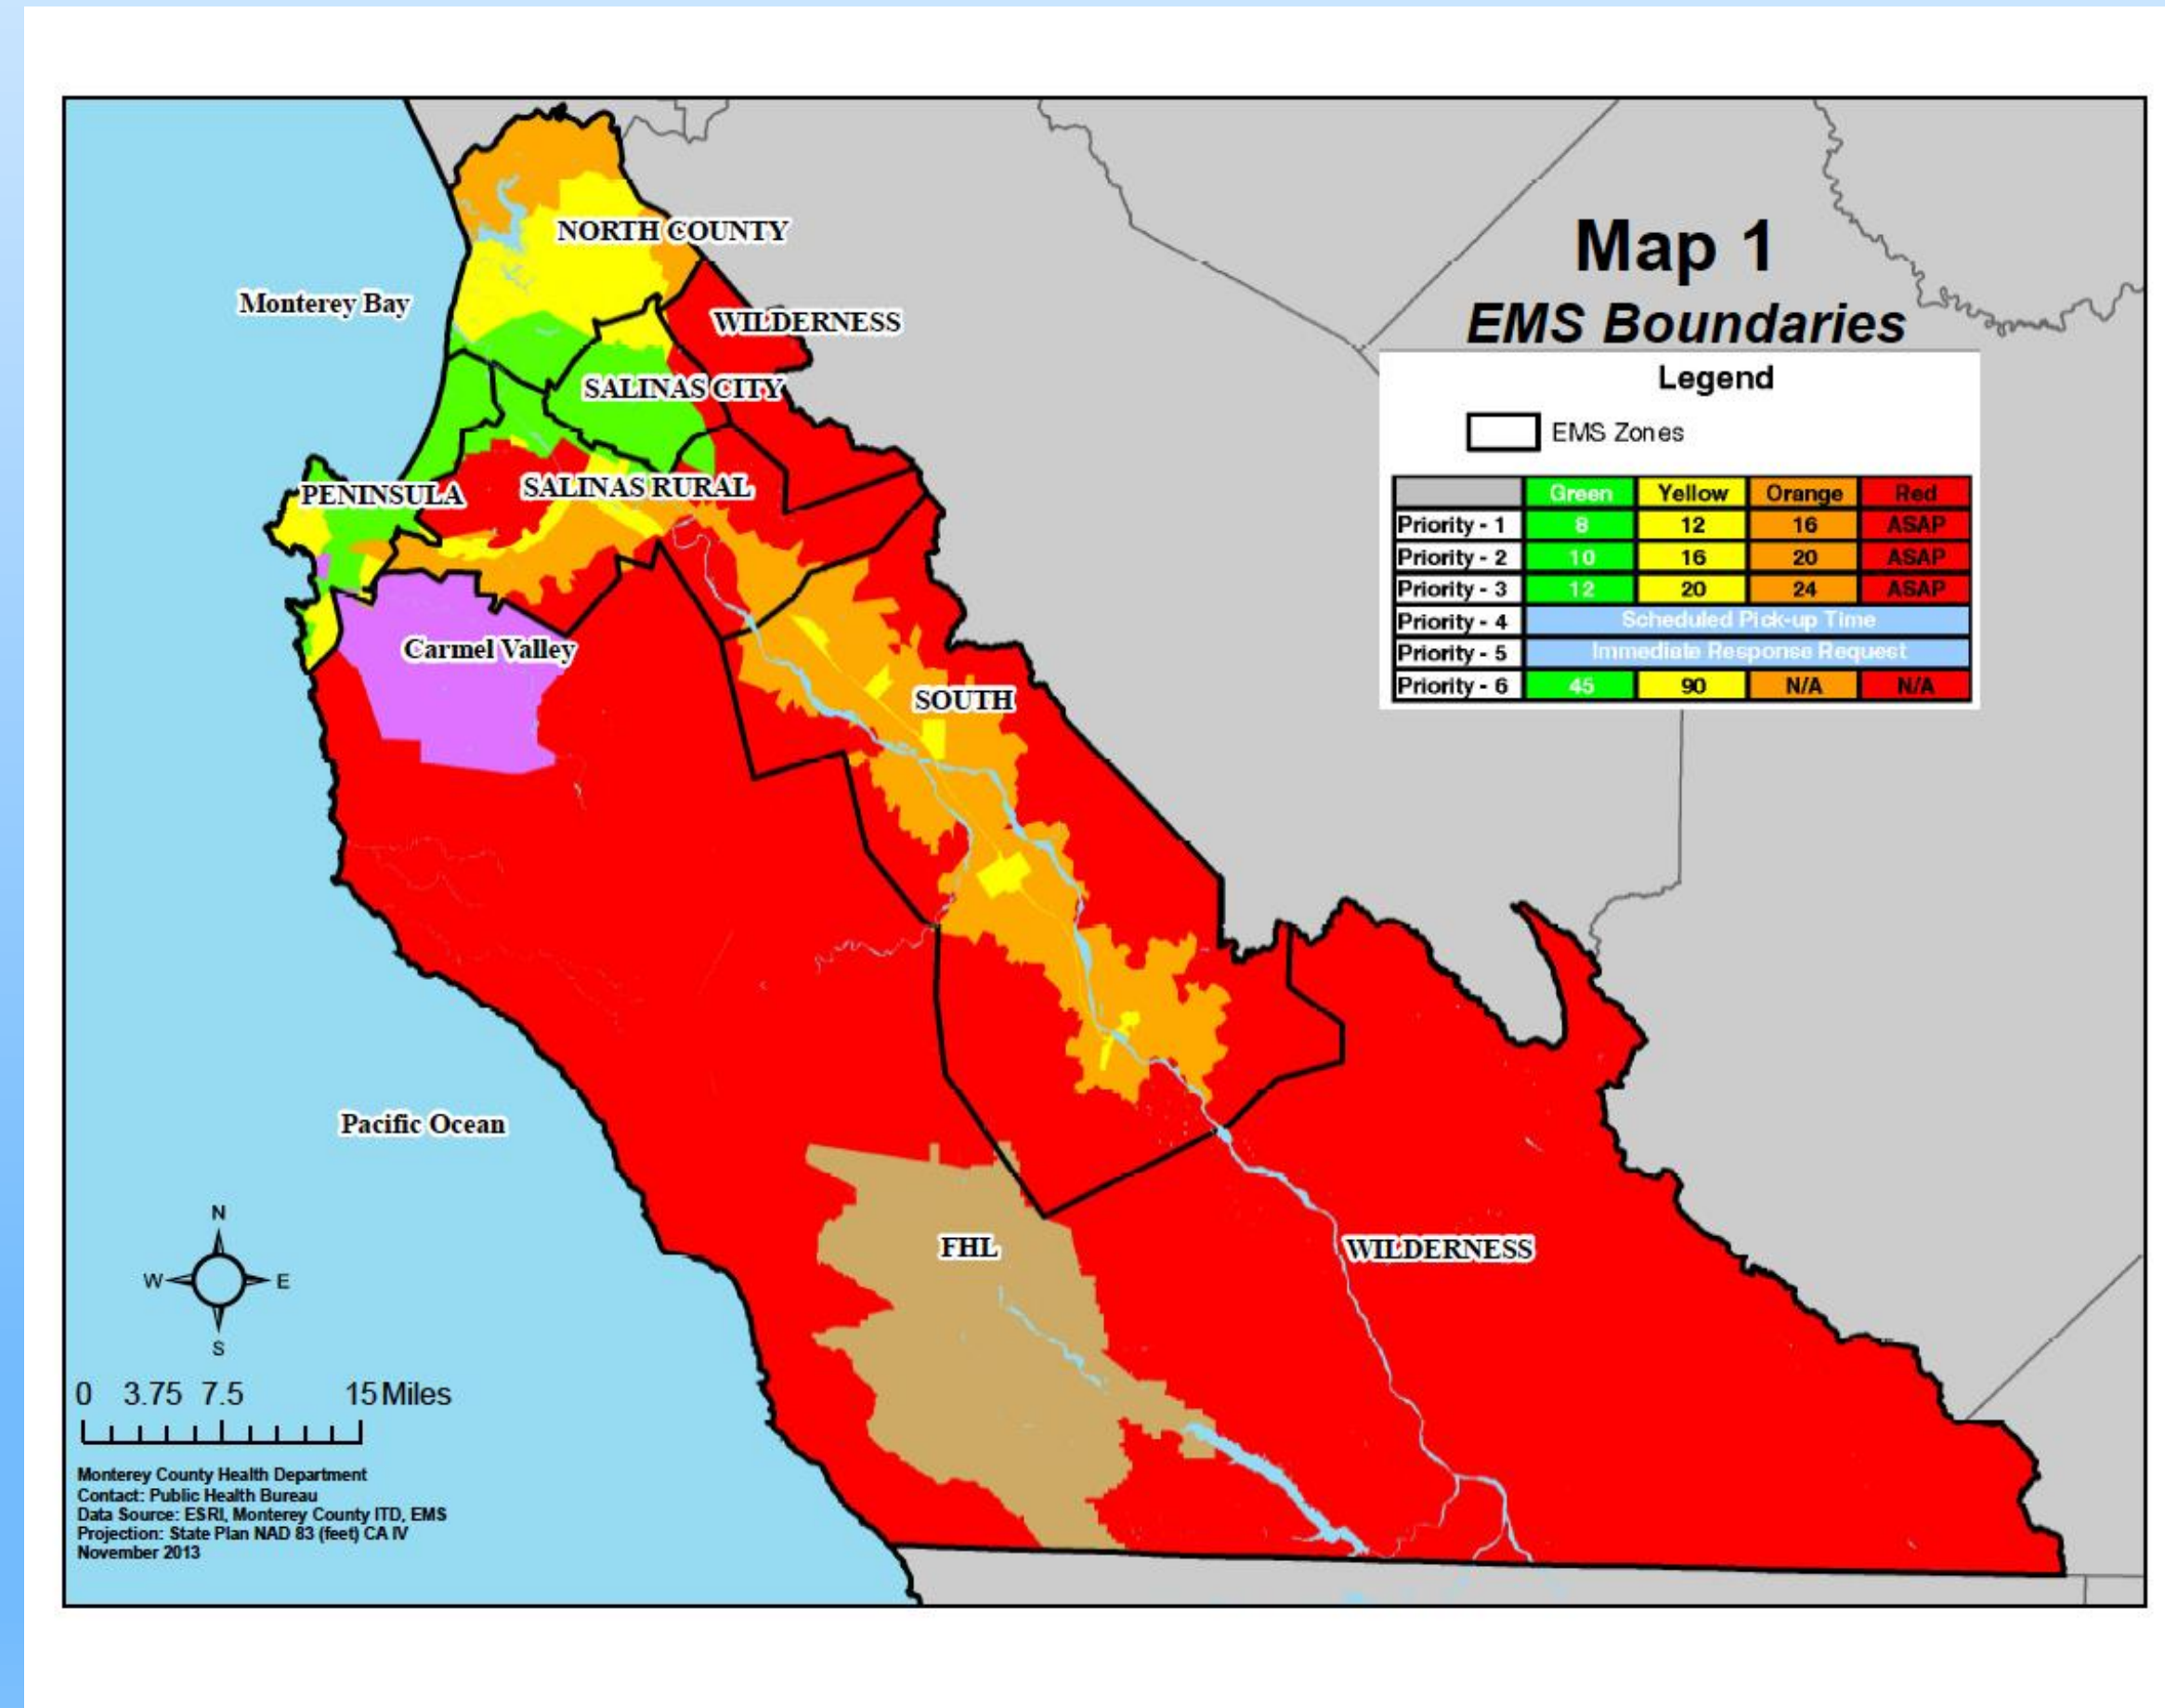 Map 1
EMS Boundaries
Legend
EMS Zones
Green Yellow Orange Red
Priority - 1 8 12 16 ASAP
Priority - 2 10 16 20 ASAP
Priority - 3 12 20 24 ASAP
Priority - 4 Scheduled Pick-up Time
Priority - 5 Immediate Response Request
Priority - 6 45 90 N/A N/A
NORTH COUNTY
Monterey Bay
WILDERNESS
SALINAS CITY
PENINSULA
SALINAS RURAL
Carmel Valley
SOUTH
Pacific Ocean
FHL
WILDERNESS
N
W E
S
0 3.75 7.5 15 Miles
Monterey County Health Department
Contact: Public Health Bureau
Data Source: ESRI, Monterey County ITD, EMS
Projection: State Plan NAD 83 (feet) CA IV
November 2013